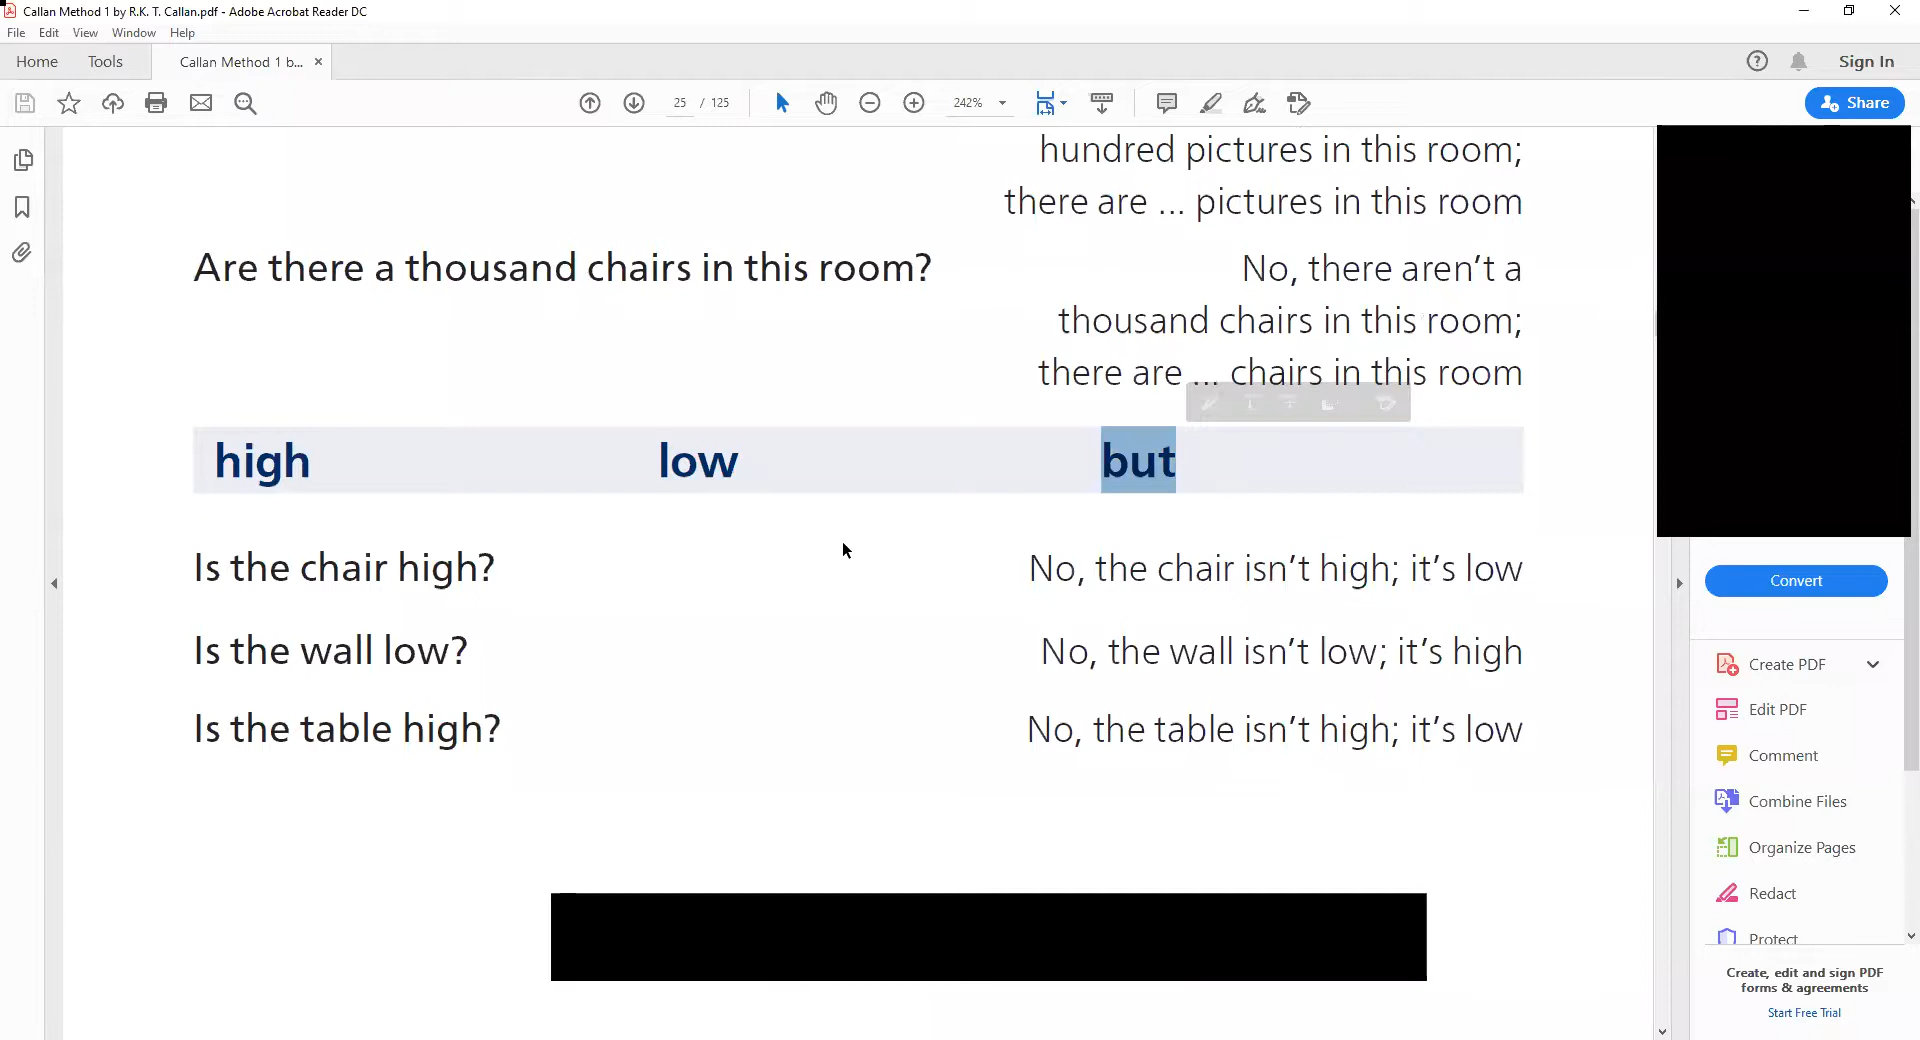 Callan Method 1 by R.K. T. Callan.pdf - Adobe Acrobat Reader DC
File Edit View Window Help
Home Tools Callan Method 1 b... × Sign In
25 / 125 242% Share
hundred pictures in this room;
there are ... pictures in this room
Are there a thousand chairs in this room? No, there aren’t a
thousand chairs in this room;
there are ... chairs in this room
high low but
Is the chair high? No, the chair isn’t high; it’s low
Is the wall low? No, the wall isn’t low; it’s high
Is the table high? No, the table isn’t high; it’s low
Convert
Create PDF
Edit PDF
Comment
Combine Files
Organize Pages
Redact
Protect
Create, edit and sign PDF
forms & agreements
Start Free Trial